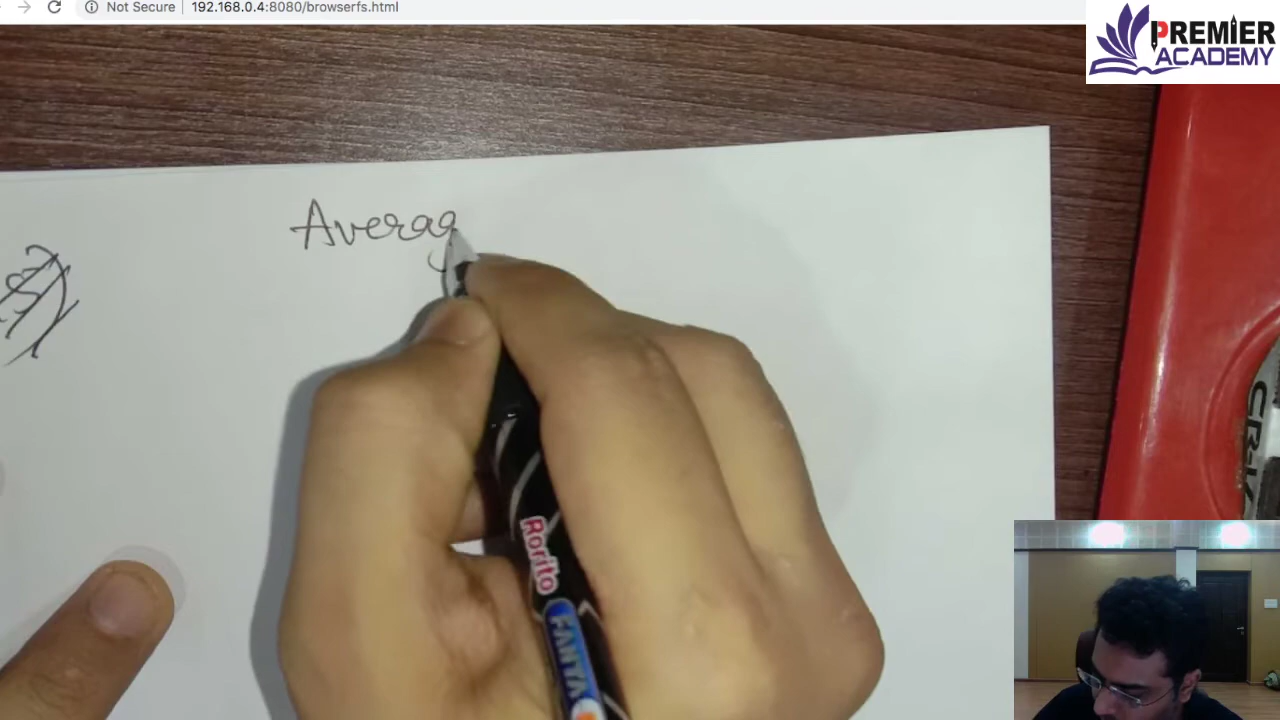 Not Secure 192.168.0.4:8080/browserfs.html
PREMIER
ACADEMY
Averag
Rorito
FANTA